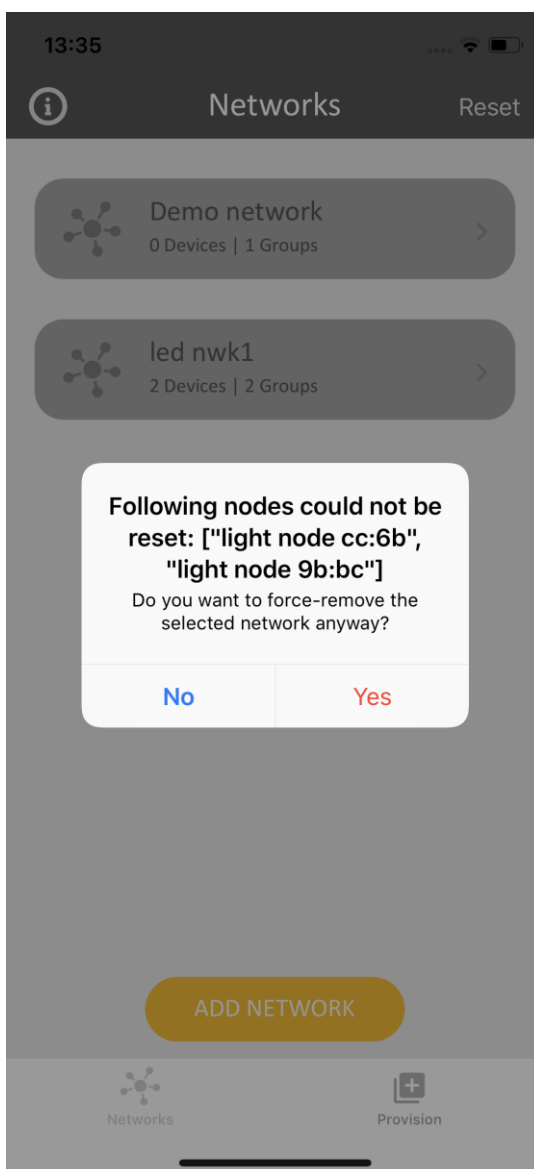 13:35
Networks
Reset
Demo network
0 Devices | 1 Groups
led nwk1
2 Devices | 2 Groups
Following nodes could not be
reset: ["light node cc:6b",
"light node 9b:bc"]
Do you want to force-remove the
selected network anyway?
No
Yes
ADD NETWORK
Networks
Provision